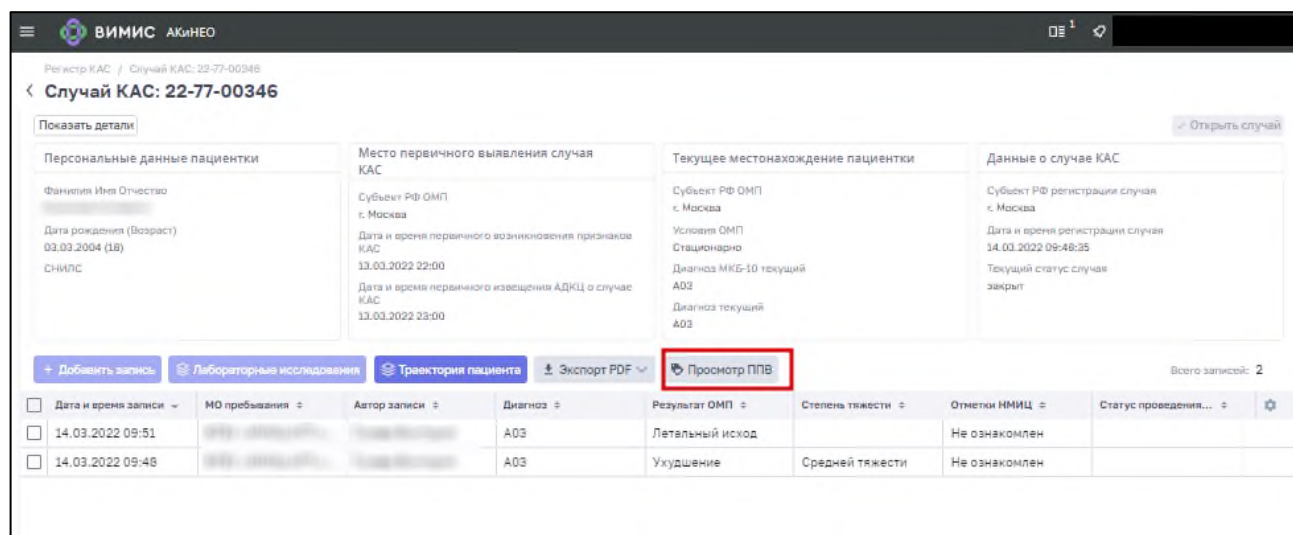 ВИМИС АКиНЕО
1
Регистр КАС / Случай КАС: 22-77-00346
Случай КАС: 22-77-00346
Показать детали
Открыть случай
Персональные данные пациентки
Фамилия Имя Отчество
Дата рождения (Возраст)
03.03.2004 (18)
СНИЛС
Место первичного выявления случая
КАС
Субъект РФ ОМП
г. Москва
Дата и время первичного возникновения признаков
КАС
13.03.2022 22:00
Дата и время первичного извещения АДКЦ о случае
КАС
13.03.2022 23:00
Текущее местонахождение пациентки
Субъект РФ ОМП
г. Москва
Условия ОМП
Стационарно
Диагноз МКБ-10 текущий
A03
Диагноз текущий
A03
Данные о случае КАС
Субъект РФ регистрации случая
г. Москва
Дата и время регистрации случая
14.03.2022 09:48:35
Текущий статус случая
закрыт
+ Добавить запись
Лабораторные исследования
Траектория пациента
Экспорт PDF
Просмотр ППВ
Всего записей: 2
Дата и время записи МО пребывания Автор записи Диагноз Результат ОМП Степень тяжести Отметки НМИЦ Статус проведения...
14.03.2022 09:51 A03 Летальный исход Не ознакомлен
14.03.2022 09:48 A03 Ухудшение Средней тяжести Не ознакомлен